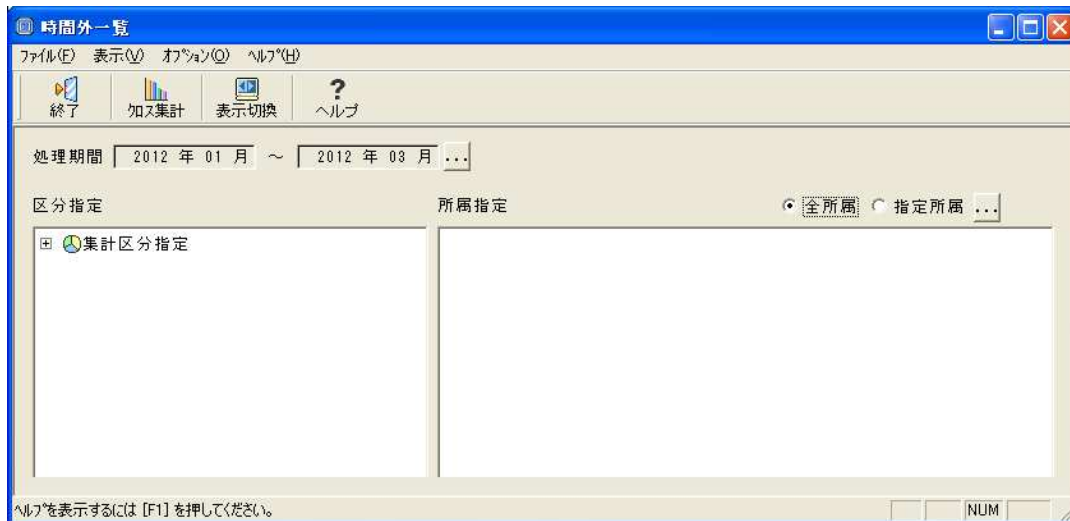 時間外一覧
ファイル(F) 表示(V) オプション(O) ヘルプ(H)
終了 クロス集計 表示切換 ? ヘルプ
処理期間 2012 年 01 月 ～ 2012 年 03 月 ...
区分指定 所属指定 全所属 指定所属 ...
集計区分指定
ヘルプを表示するには [F1] を押してください。 NUM